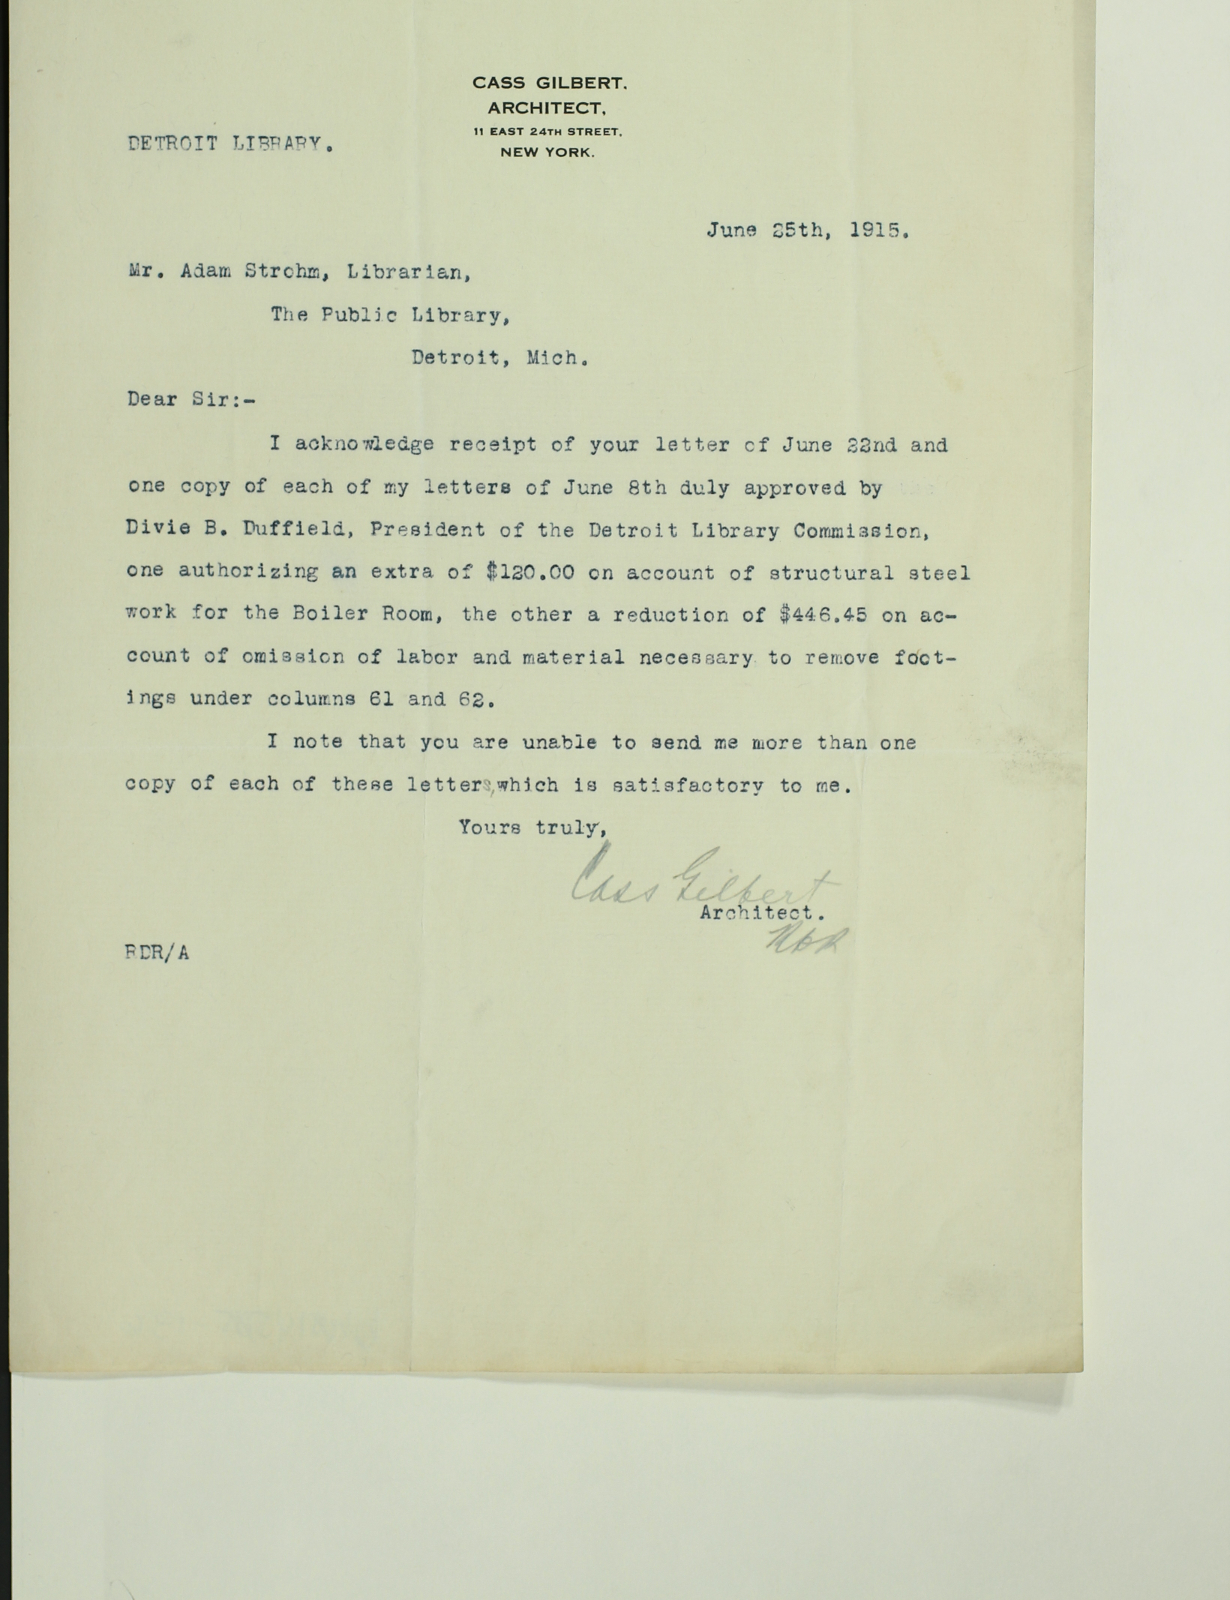 CASS GILBERT.
ARCHITECT,
11 EAST 24TH STREET,
NEW YORK.
DETROIT LIBRARY.
June 25th, 1915.
Mr. Adam Strohm, Librarian,
The Public Library,
Detroit, Mich.
Dear Sir:-
I acknowledge receipt of your letter of June 22nd and
one copy of each of my letters of June 8th duly approved by
Divie B. Duffield, President of the Detroit Library Commission,
one authorizing an extra of $120.00 on account of structural steel
work for the Boiler Room, the other a reduction of $446.45 on ac-
count of omission of labor and material necessary to remove foot-
ings under columns 61 and 62.
I note that you are unable to send me more than one
copy of each of these letters,which is satisfactory to me.
Yours truly,
Cass Gilbert
Architect.
RDR
RDR/A